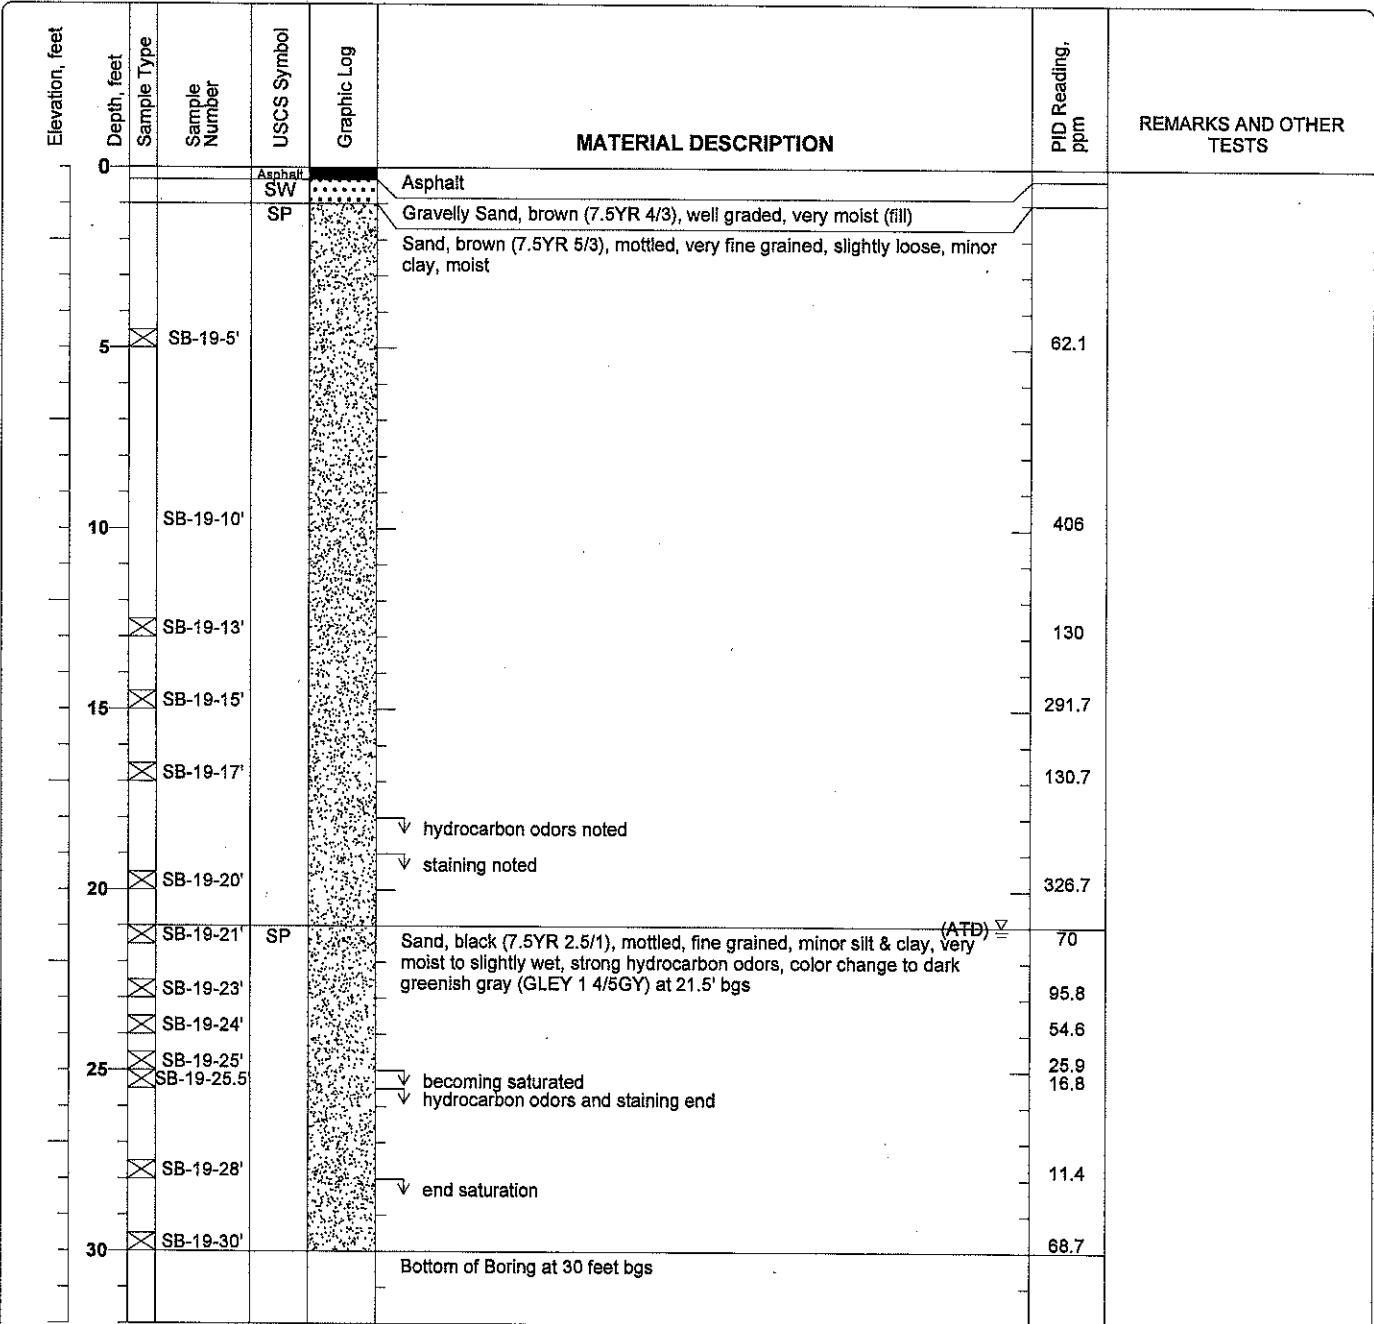 Elevation, feet
Depth, feet
Sample Type
Sample Number
USCS Symbol
Graphic Log
MATERIAL DESCRIPTION
PID Reading, ppm
REMARKS AND OTHER TESTS
0
Asphalt
Asphalt
SW
Gravelly Sand, brown (7.5YR 4/3), well graded, very moist (fill)
SP
Sand, brown (7.5YR 5/3), mottled, very fine grained, slightly loose, minor
clay, moist
5
SB-19-5'
62.1
10
SB-19-10'
406
SB-19-13'
130
15
SB-19-15'
291.7
SB-19-17'
130.7
hydrocarbon odors noted
staining noted
20
SB-19-20'
326.7
SB-19-21'
SP
(ATD)
70
Sand, black (7.5YR 2.5/1), mottled, fine grained, minor silt & clay, very
moist to slightly wet, strong hydrocarbon odors, color change to dark
greenish gray (GLEY 1 4/5GY) at 21.5' bgs
SB-19-23'
95.8
SB-19-24'
54.6
25
SB-19-25'
25.9
SB-19-25.5
16.8
becoming saturated
hydrocarbon odors and staining end
SB-19-28'
11.4
end saturation
30
SB-19-30'
68.7
Bottom of Boring at 30 feet bgs